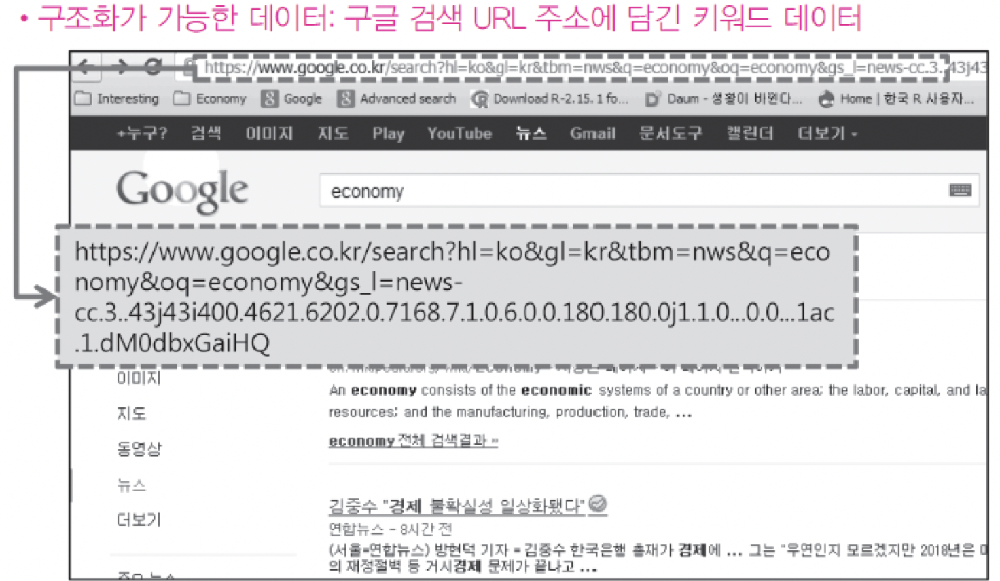 • 구조화가 가능한 데이터: 구글 검색 URL 주소에 담긴 키워드 데이터
https://www.google.co.kr/search?hl=ko&gl=kr&tbm=nws&q=economy&oq=economy&gs_l=news-cc.3..43j43
Interesting Economy Google Advanced search Download R-2.15.1 fo... Daum - 생활이 바뀐다... Home | 한국 R 사용자...
+누구? 검색 이미지 지도 Play YouTube 뉴스 Gmail 문서도구 캘린더 더보기
Google economy
https://www.google.co.kr/search?hl=ko&gl=kr&tbm=nws&q=eco
nomy&oq=economy&gs_l=news-
cc.3..43j43i400.4621.6202.0.7168.7.1.0.6.0.0.180.180.0j1.1.0...0.0...1ac
.1.dM0dbxGaiHQ
이미지
An economy consists of the economic systems of a country or other area; the labor, capital, and la
지도 resources; and the manufacturing, production, trade, ...
동영상 economy 전체 검색결과 »
뉴스
김중수 "경제 불확실성 일상화됐다"
더보기 연합뉴스 - 8시간 전
(서울=연합뉴스) 방현덕 기자 = 김중수 한국은행 총재가 경제에 ... 그는 "우연인지 모르겠지만 2018년은
의 재정절벽 등 거시경제 문제가 끝나고 ...